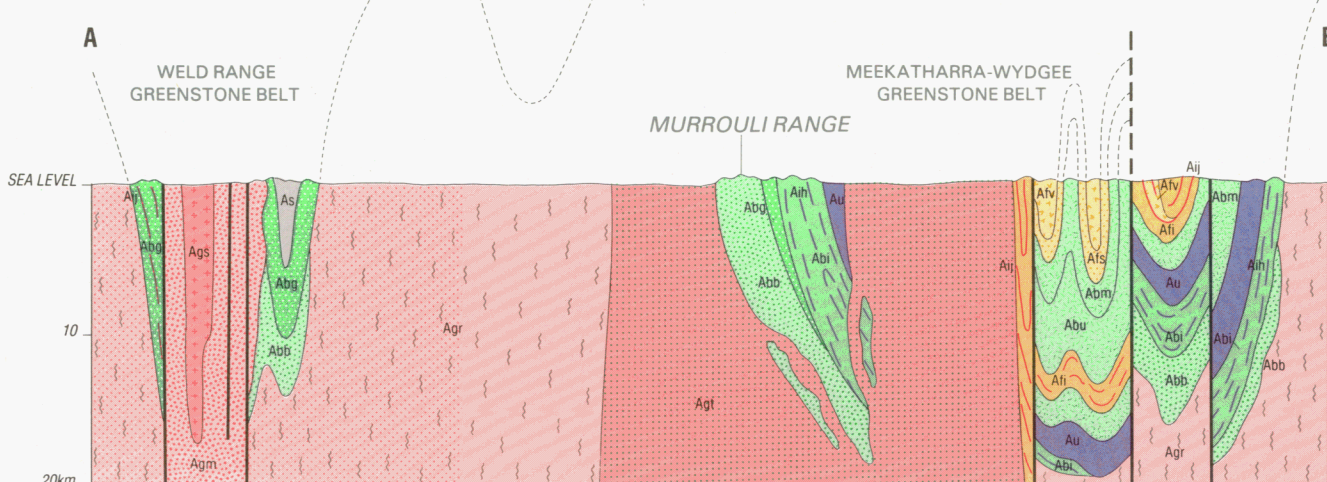 A
WELD RANGE
GREENSTONE BELT
MURROULI RANGE
MEEKATHARRA-WYDGEE
GREENSTONE BELT
SEA LEVEL
Aij
Abg
Ags
As
Abg
Abb
Agm
Agr
Abg
Aih
Au
Abi
Abb
Agt
Aij
Afv
Afs
Abm
Abu
Afi
Au
Abi
Aij
Afv
Afi
Au
Abi
Abb
Agr
Abm
Aih
Abi
Abb
10
20km